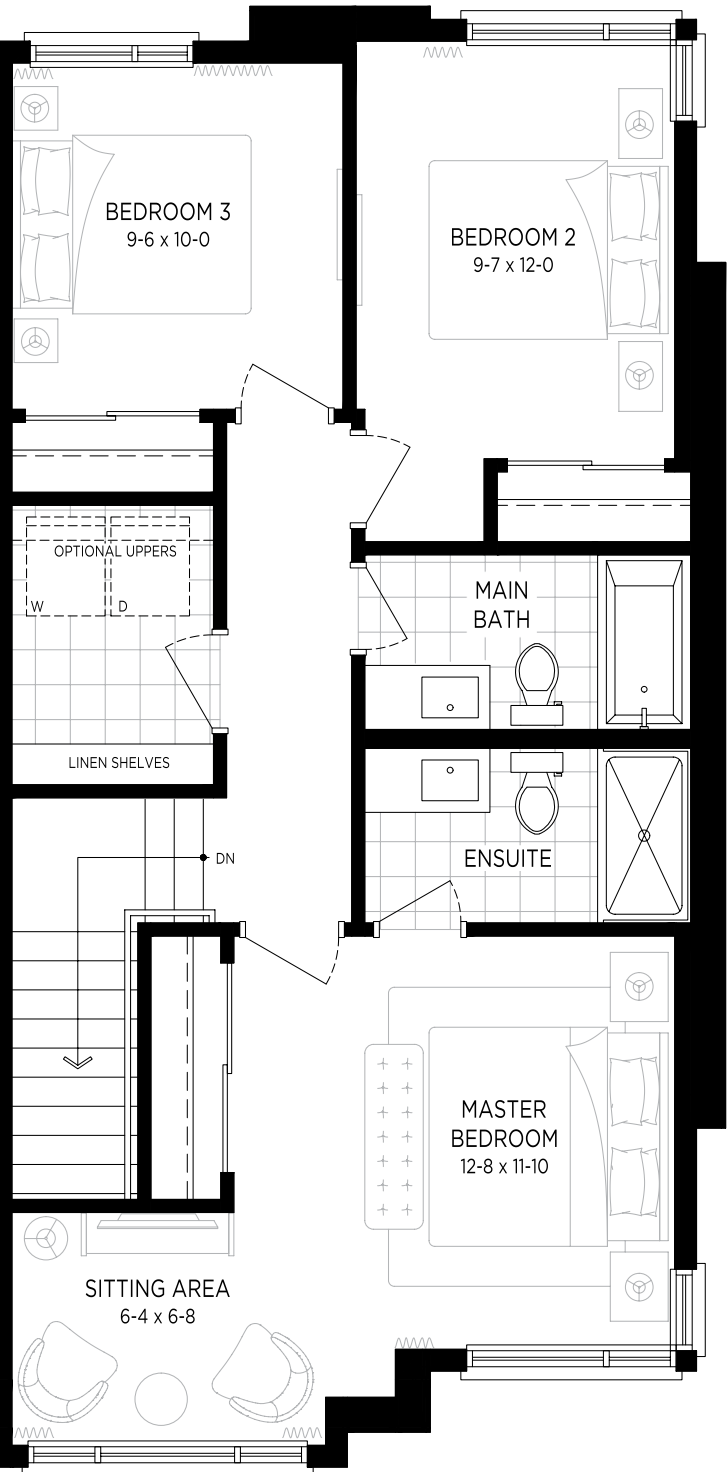 BEDROOM 3
9-6 x 10-0
BEDROOM 2
9-7 x 12-0
OPTIONAL UPPERS
W
D
MAIN
BATH
LINEN SHELVES
DN
ENSUITE
MASTER
BEDROOM
12-8 x 11-10
SITTING AREA
6-4 x 6-8